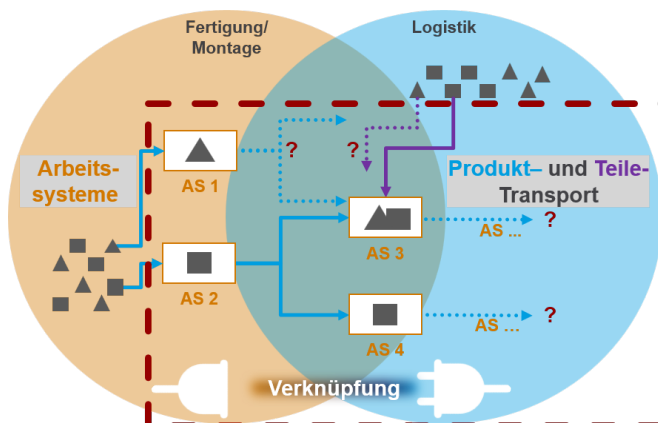 Fertigung/
Montage
Logistik
Arbeits-
systeme
AS 1
?
?
Produkt– und Teile-
Transport
AS 2
AS 3
AS ...
?
AS 4
AS ...
?
Verknüpfung